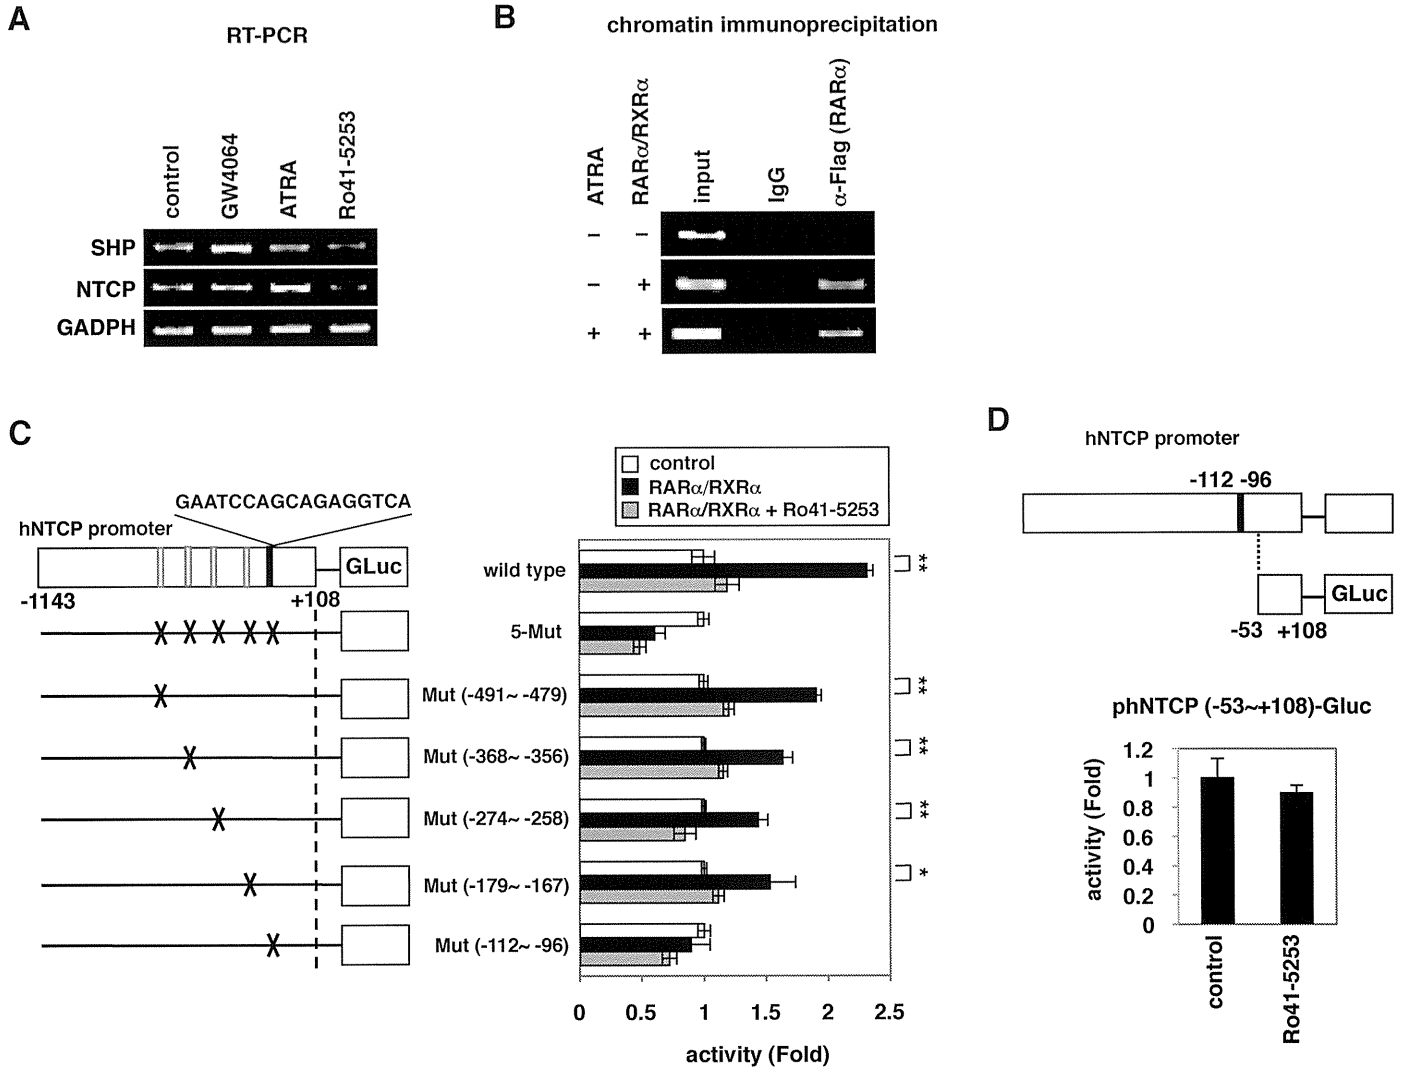 A
RT-PCR
control
GW4064
ATRA
Ro41-5253
SHP
NTCP
GADPH
B
chromatin immunoprecipitation
ATRA
RARα/RXRα
input
IgG
α-Flag (RARα)
− −
− +
+ +
C
GAATCCAGCAGAGGTCA
hNTCP promoter
GLuc
-1143
+108
control
RARα/RXRα
RARα/RXRα + Ro41-5253
wild type
**
5-Mut
Mut (-491~ -479)
**
Mut (-368~ -356)
**
Mut (-274~ -258)
**
Mut (-179~ -167)
*
Mut (-112~ -96)
0 0.5 1 1.5 2 2.5
activity (Fold)
D
hNTCP promoter
-112 -96
GLuc
-53 +108
phNTCP (-53~+108)-Gluc
activity (Fold)
1.2
1
0.8
0.6
0.4
0.2
0
control
Ro41-5253